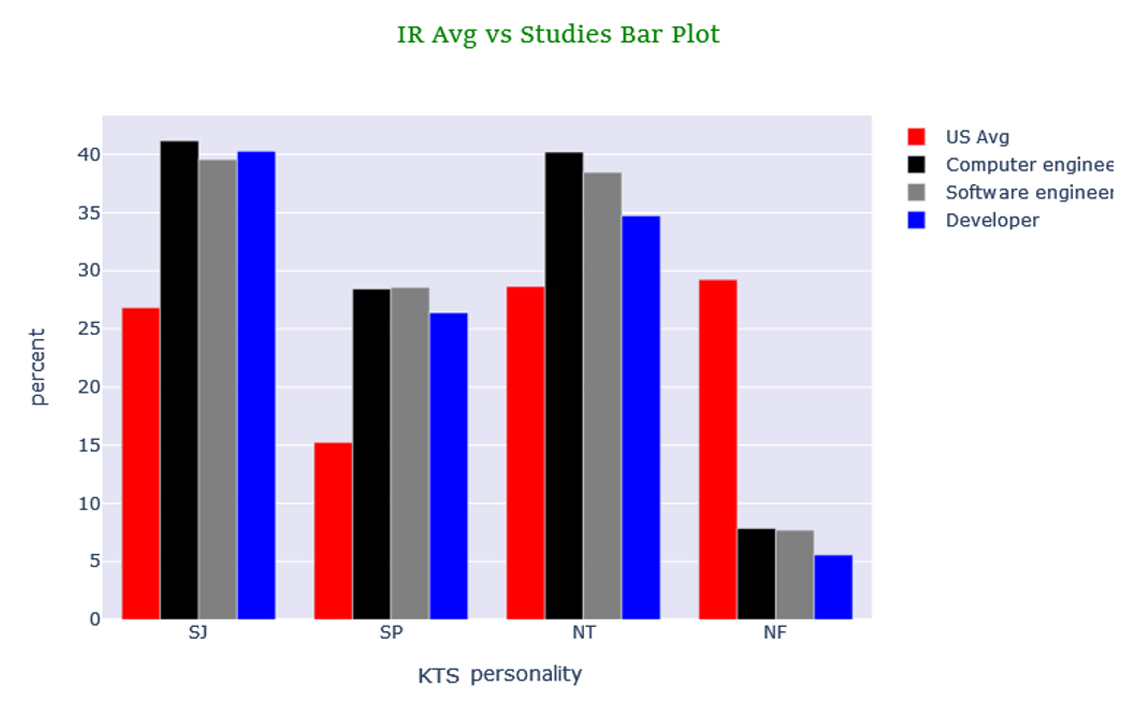 IR Avg vs Studies Bar Plot
US Avg
Computer enginee
Software engineer
Developer
percent
40
35
30
25
20
15
10
5
0
SJ SP NT NF
KTS personality